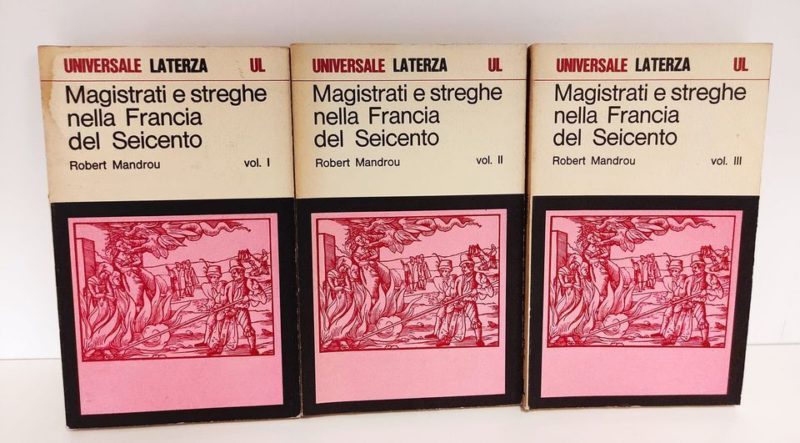 UNIVERSALE LATERZA UL
Magistrati e streghe
nella Francia
del Seicento
Robert Mandrou vol. I
UNIVERSALE LATERZA UL
Magistrati e streghe
nella Francia
del Seicento
Robert Mandrou vol. II
UNIVERSALE LATERZA UL
Magistrati e streghe
nella Francia
del Seicento
Robert Mandrou vol. III